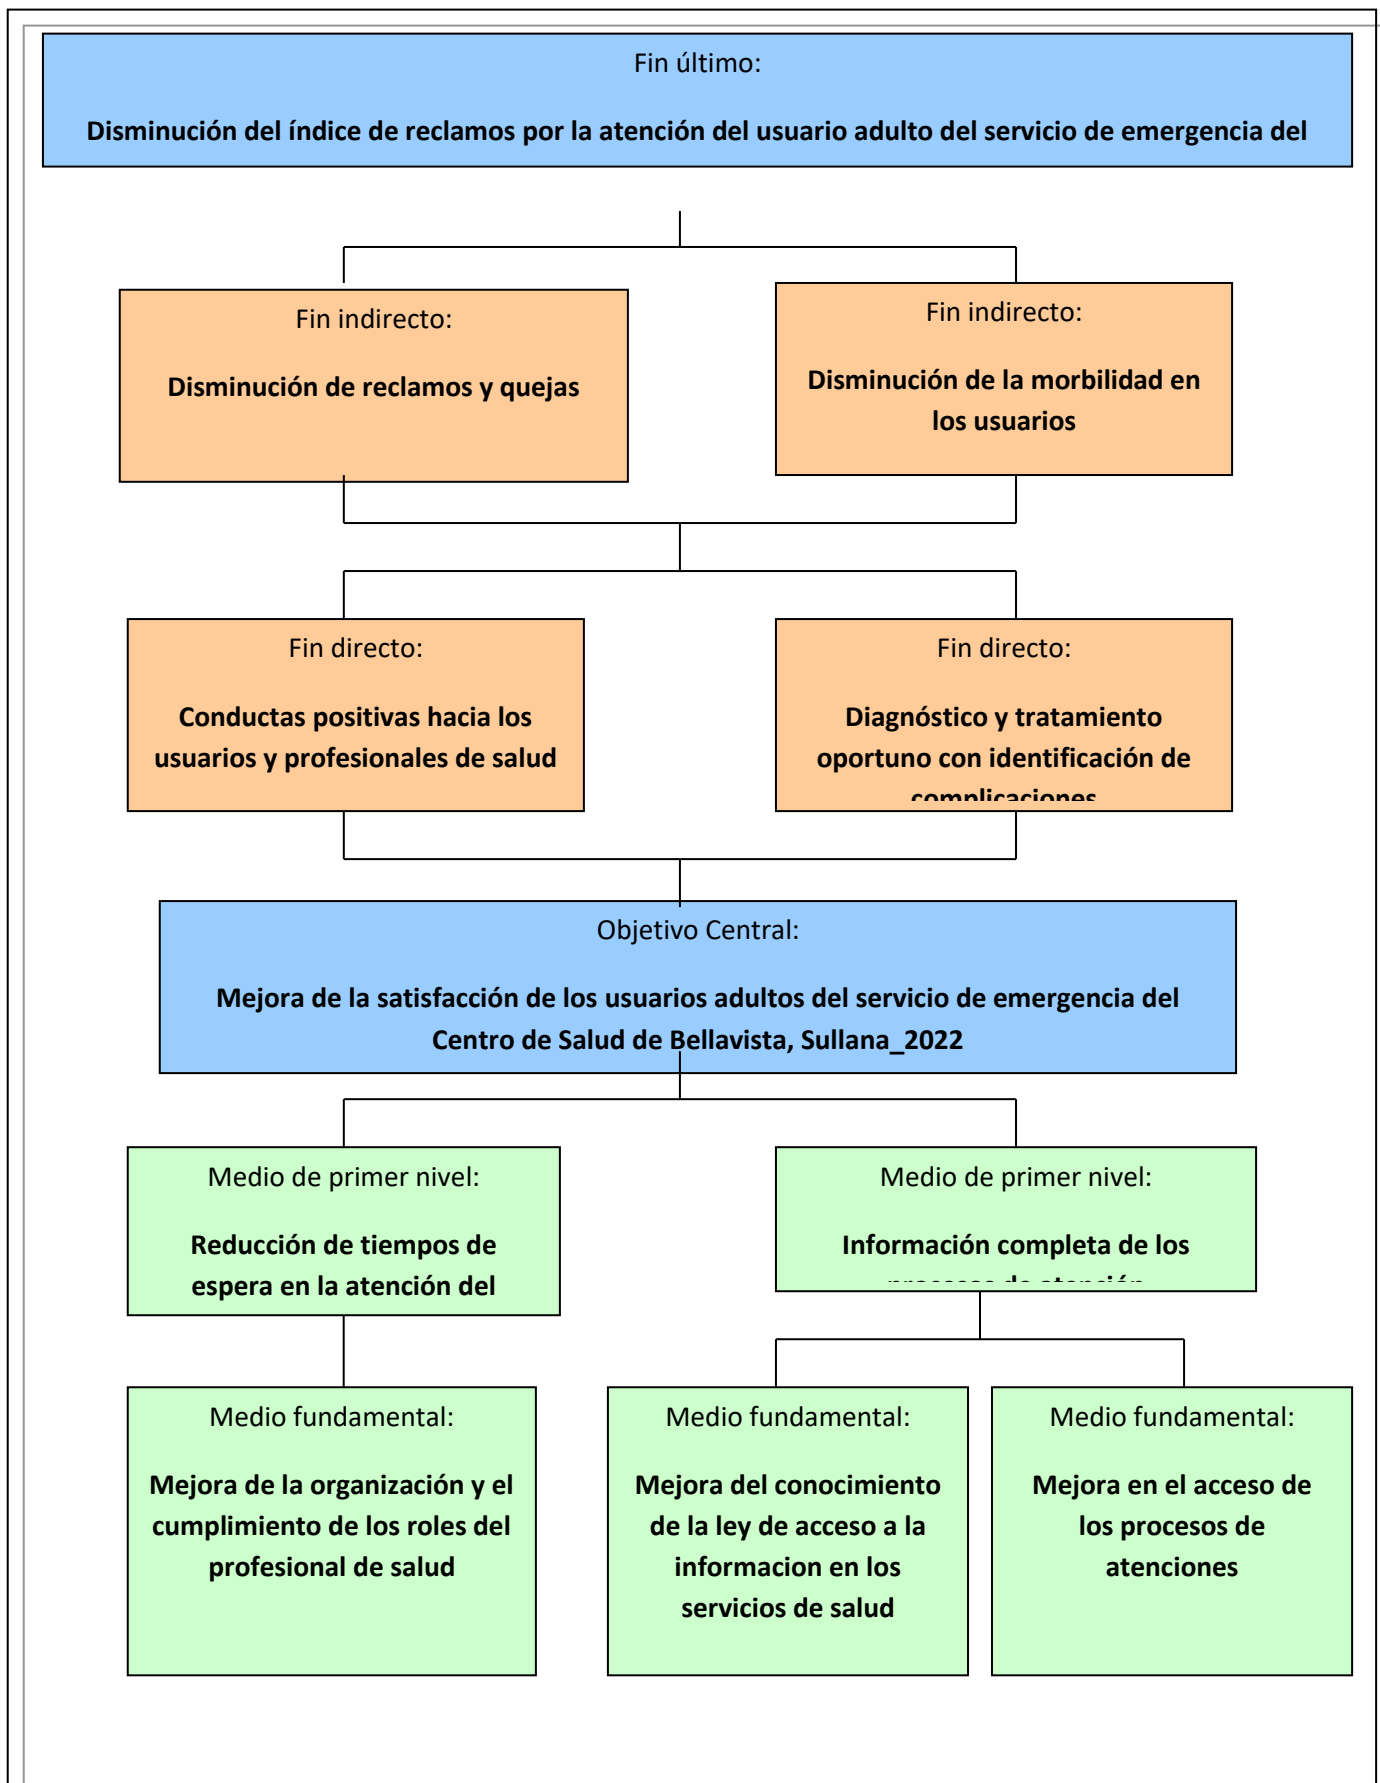 Fin último:
Disminución del índice de reclamos por la atención del usuario adulto del servicio de emergencia del
Fin indirecto:
Disminución de reclamos y quejas
Fin indirecto:
Disminución de la morbilidad en
los usuarios
Fin directo:
Conductas positivas hacia los
usuarios y profesionales de salud
Fin directo:
Diagnóstico y tratamiento
oportuno con identificación de
complicaciones
Objetivo Central:
Mejora de la satisfacción de los usuarios adultos del servicio de emergencia del
Centro de Salud de Bellavista, Sullana_2022
Medio de primer nivel:
Reducción de tiempos de
espera en la atención del
Medio de primer nivel:
Información completa de los
procesos de atención
Medio fundamental:
Mejora de la organización y el
cumplimiento de los roles del
profesional de salud
Medio fundamental:
Mejora del conocimiento
de la ley de acceso a la
informacion en los
servicios de salud
Medio fundamental:
Mejora en el acceso de
los procesos de
atenciones